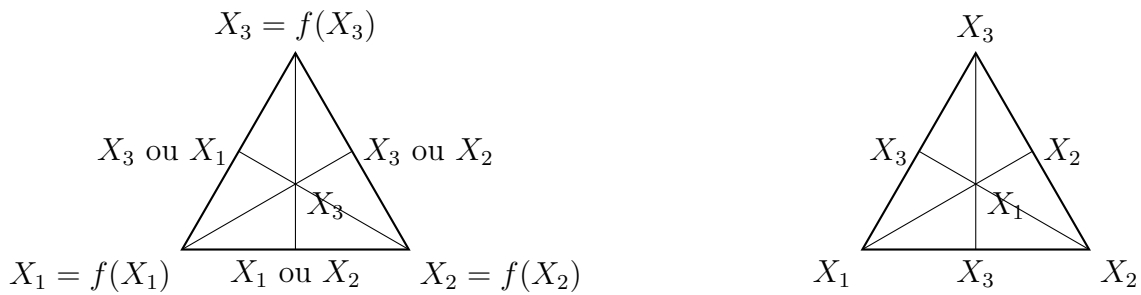 $X_3 = f(X_3)$
$X_3$ ou $X_1$
$X_3$ ou $X_2$
$X_3$
$X_1 = f(X_1)$
$X_1$ ou $X_2$
$X_2 = f(X_2)$
$X_3$
$X_3$
$X_2$
$X_1$
$X_1$
$X_3$
$X_2$